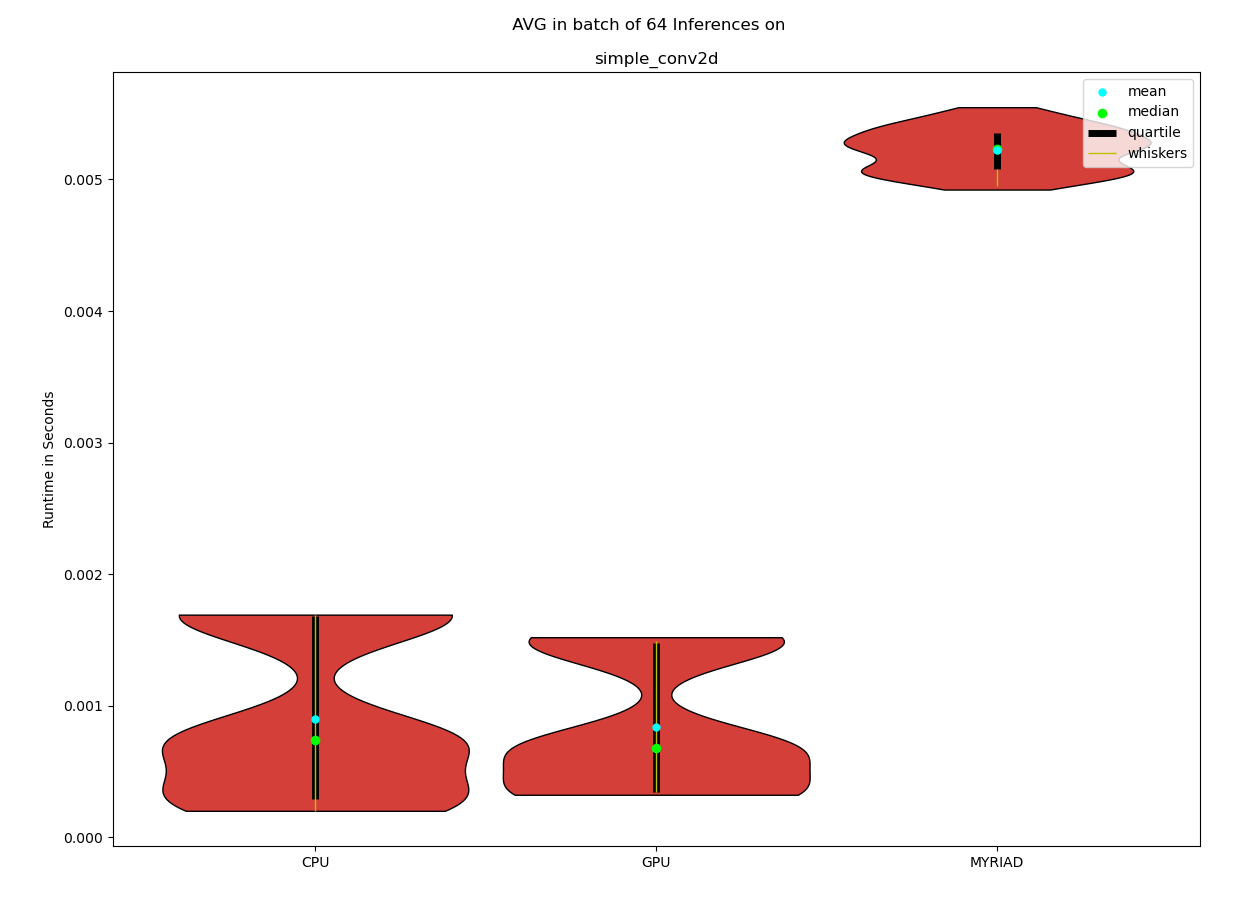 AVG in batch of 64 Inferences on
simple_conv2d
mean
median
quartile
whiskers
0.005
0.004
0.003
0.002
0.001
0.000
Runtime in Seconds
CPU
GPU
MYRIAD